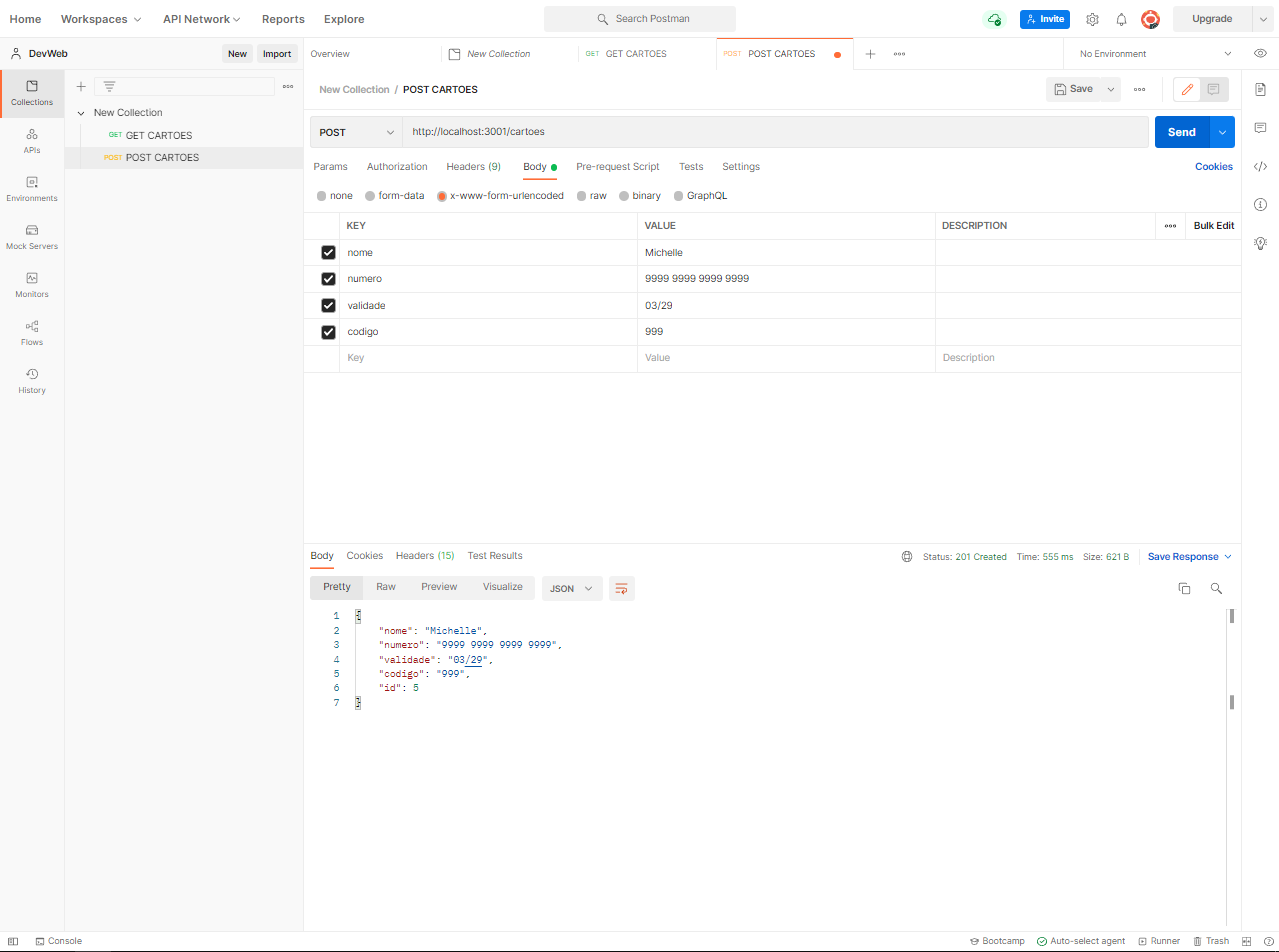 Home Workspaces API Network Reports Explore Search Postman Invite Upgrade
DevWeb New Import Overview New Collection GET GET CARTOES POST POST CARTOES No Environment
Collections
APIs
Environments
Mock Servers
Monitors
Flows
History
New Collection
GET GET CARTOES
POST POST CARTOES
New Collection / POST CARTOES Save
POST http://localhost:3001/cartoes Send
Params Authorization Headers (9) Body Pre-request Script Tests Settings Cookies
none form-data x-www-form-urlencoded raw binary GraphQL
KEY VALUE DESCRIPTION Bulk Edit
nome Michelle
numero 9999 9999 9999 9999
validade 03/29
codigo 999
Key Value Description
Body Cookies Headers (15) Test Results Status: 201 Created Time: 555 ms Size: 621 B Save Response
Pretty Raw Preview Visualize JSON
1 {
2 "nome": "Michelle",
3 "numero": "9999 9999 9999 9999",
4 "validade": "03/29",
5 "codigo": "999",
6 "id": 5
7 }
Console Bootcamp Auto-select agent Runner Trash